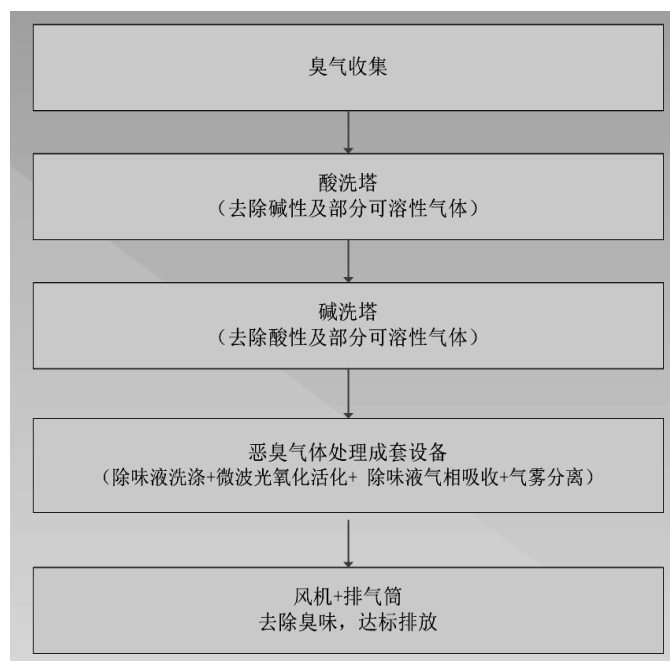 臭气收集
酸洗塔
（去除碱性及部分可溶性气体）
碱洗塔
（去除酸性及部分可溶性气体）
恶臭气体处理成套设备
（除味液洗涤+微波光氧化活化+ 除味液气相吸收+气雾分离）
风机+排气筒
去除臭味，达标排放